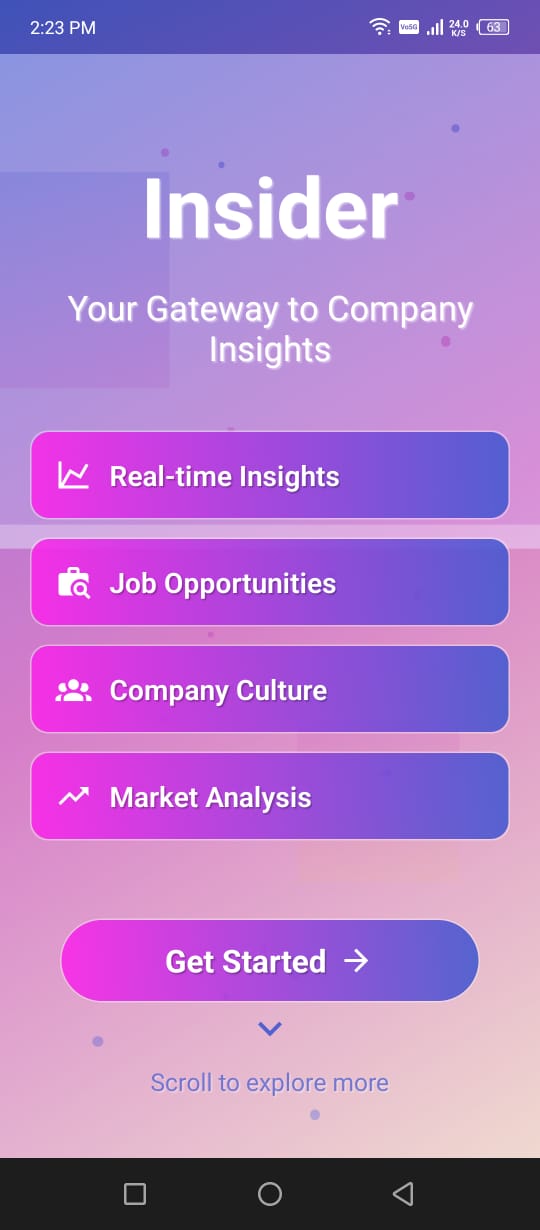 2:23 PM
Vo5G
24.0
K/S
63
Insider
Your Gateway to Company
Insights
Real-time Insights
Job Opportunities
Company Culture
Market Analysis
Get Started
Scroll to explore more